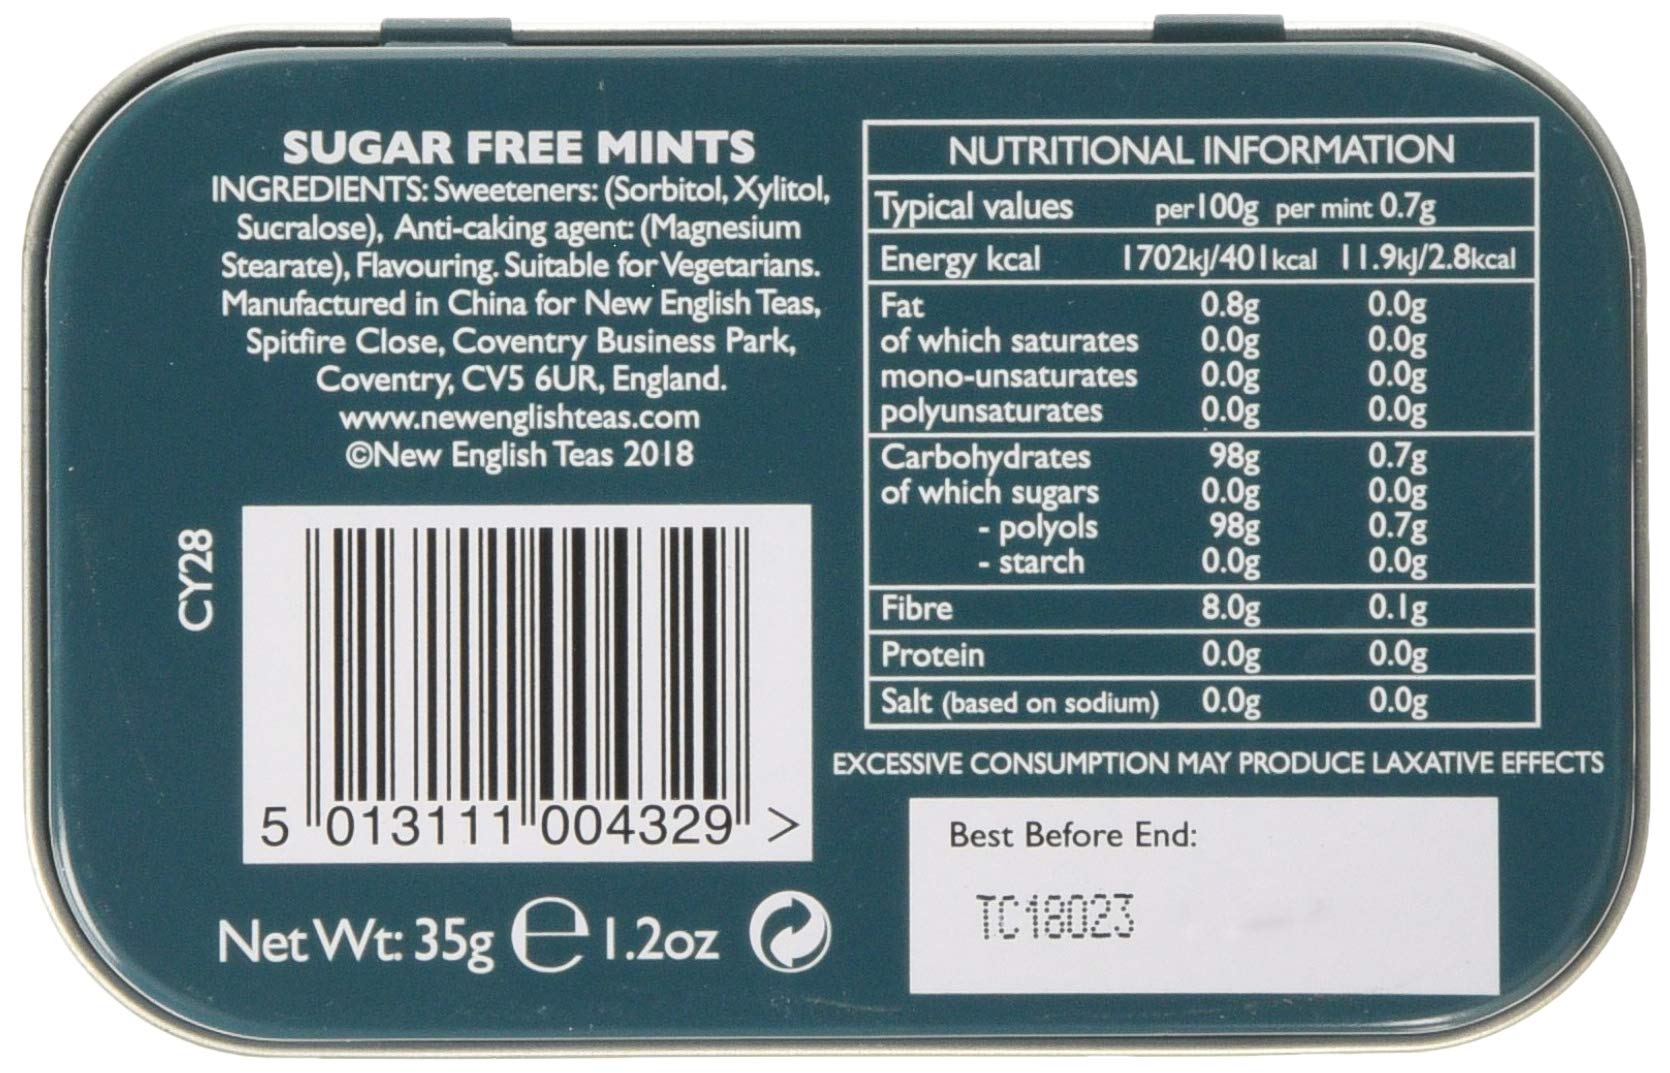 SUGAR FREE MINTS
INGREDIENTS: Sweeteners: (Sorbitol, Xylitol,
Sucralose), Anti-caking agent: (Magnesium
Stearate), Flavouring. Suitable for Vegetarians.
Manufactured in China for New English Teas,
Spitfire Close, Coventry Business Park,
Coventry, CV5 6UR, England.
www.newenglishteas.com
©New English Teas 2018
CY28
5 013111 004329 >
Net Wt: 35g e 1.2oz
NUTRITIONAL INFORMATION
Typical values per100g per mint 0.7g
Energy kcal 1702kJ/401kcal 11.9kJ/2.8kcal
Fat 0.8g 0.0g
of which saturates 0.0g 0.0g
mono-unsaturates 0.0g 0.0g
polyunsaturates 0.0g 0.0g
Carbohydrates 98g 0.7g
of which sugars 0.0g 0.0g
- polyols 98g 0.7g
- starch 0.0g 0.0g
Fibre 8.0g 0.1g
Protein 0.0g 0.0g
Salt (based on sodium) 0.0g 0.0g
EXCESSIVE CONSUMPTION MAY PRODUCE LAXATIVE EFFECTS
Best Before End:
TC18023